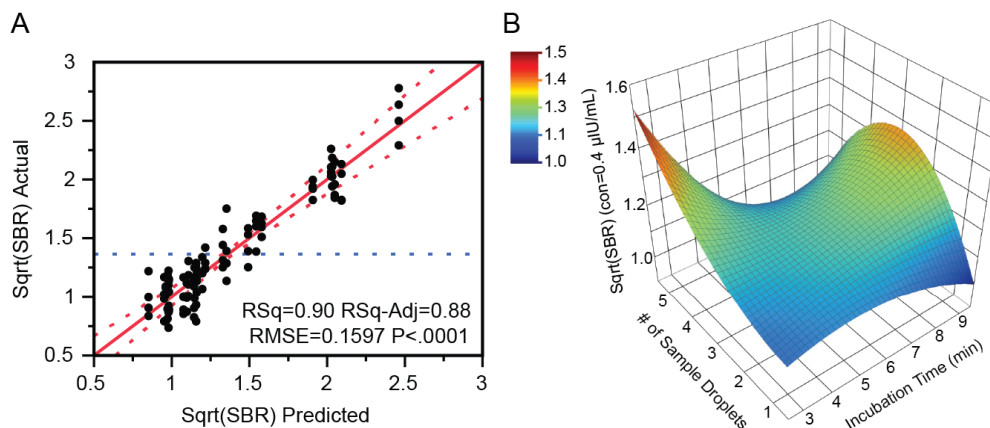 A
3
2.5
2
1.5
1
0.5
Sqrt(SBR) Actual
RSq=0.90 RSq-Adj=0.88
RMSE=0.1597 P<.0001
0.5 1 1.5 2 2.5 3
Sqrt(SBR) Predicted
B
1.5
1.4
1.3
1.2
1.1
1.0
1.6
1.4
1.2
1.0
Sqrt(SBR) (con=0.4 µIU/mL)
5
4
3
2
1
# of Sample Droplets
3 4 5 6 7 8 9
Incubation Time (min)